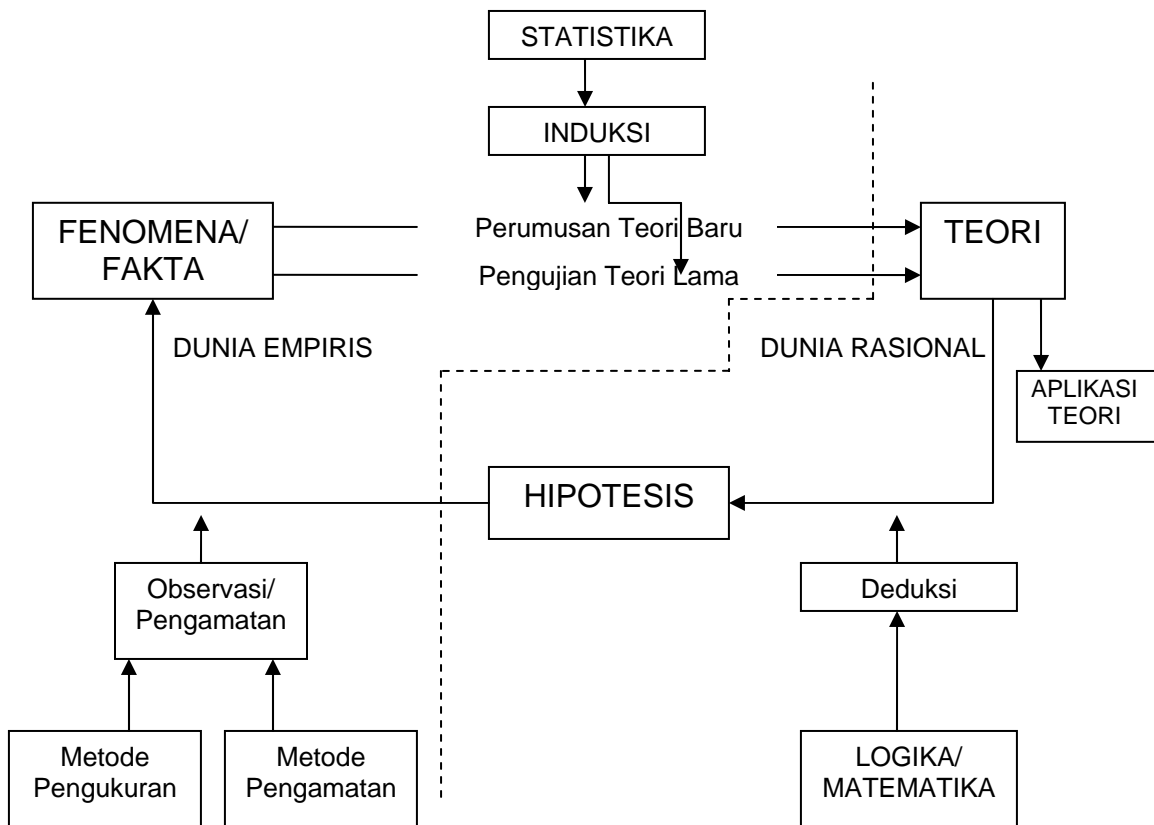 STATISTIKA
INDUKSI
FENOMENA/
FAKTA
Perumusan Teori Baru
Pengujian Teori Lama
TEORI
DUNIA EMPIRIS
DUNIA RASIONAL
APLIKASI
TEORI
HIPOTESIS
Observasi/
Pengamatan
Deduksi
Metode
Pengukuran
Metode
Pengamatan
LOGIKA/
MATEMATIKA